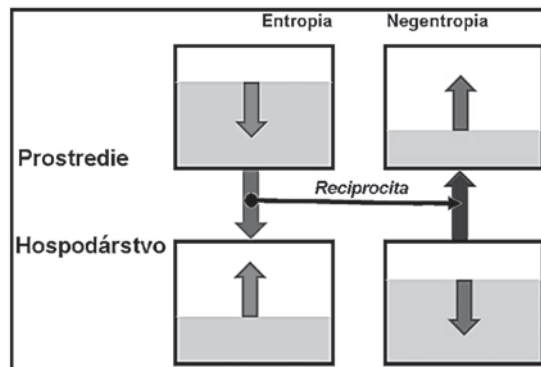 Entropia Negentropia
Prostredie
Reciprocita
Hospodárstvo